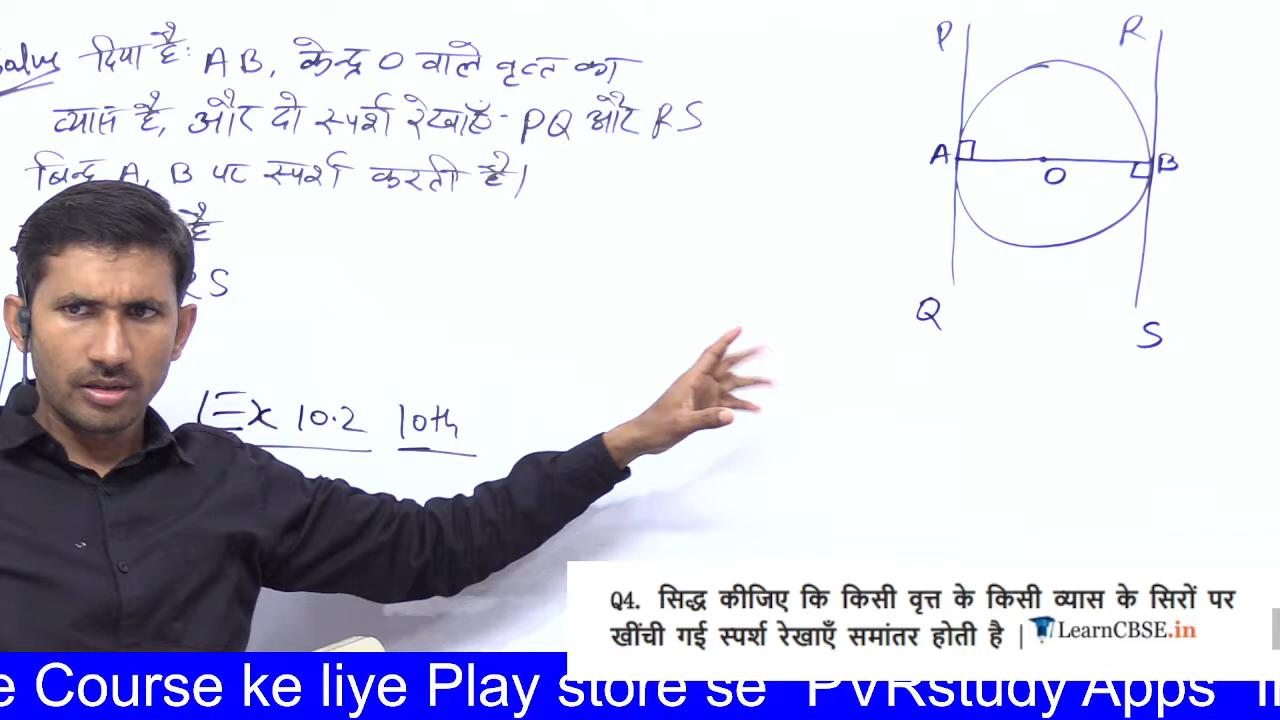 दिया है: AB, केन्द्र O वाले वृत्त का
व्यास है, और दो स्पर्श रेखाएँ - PQ और RS
बिन्दु A, B पर स्पर्श करती है।
है
RS
Ex 10.2 10th
P R
A O B
Q S
Q4. सिद्ध कीजिए कि किसी वृत्त के किसी व्यास के सिरों पर
खींची गई स्पर्श रेखाएँ समांतर होती है | LearnCBSE.in
e Course ke liye Play store se "PVRstudy Apps"